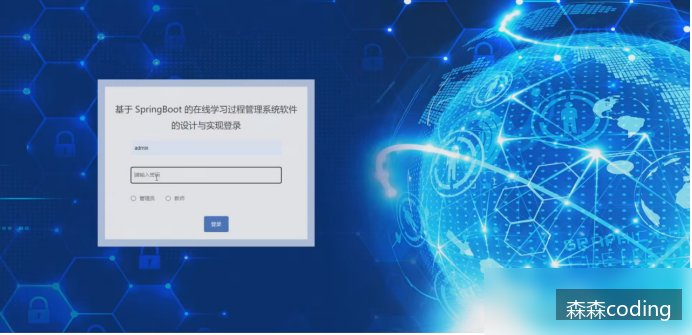 基于 SpringBoot 的在线学习过程管理系统软件
的设计与实现登录
admin
请输入密码
管理员 教师
登录
森森coding